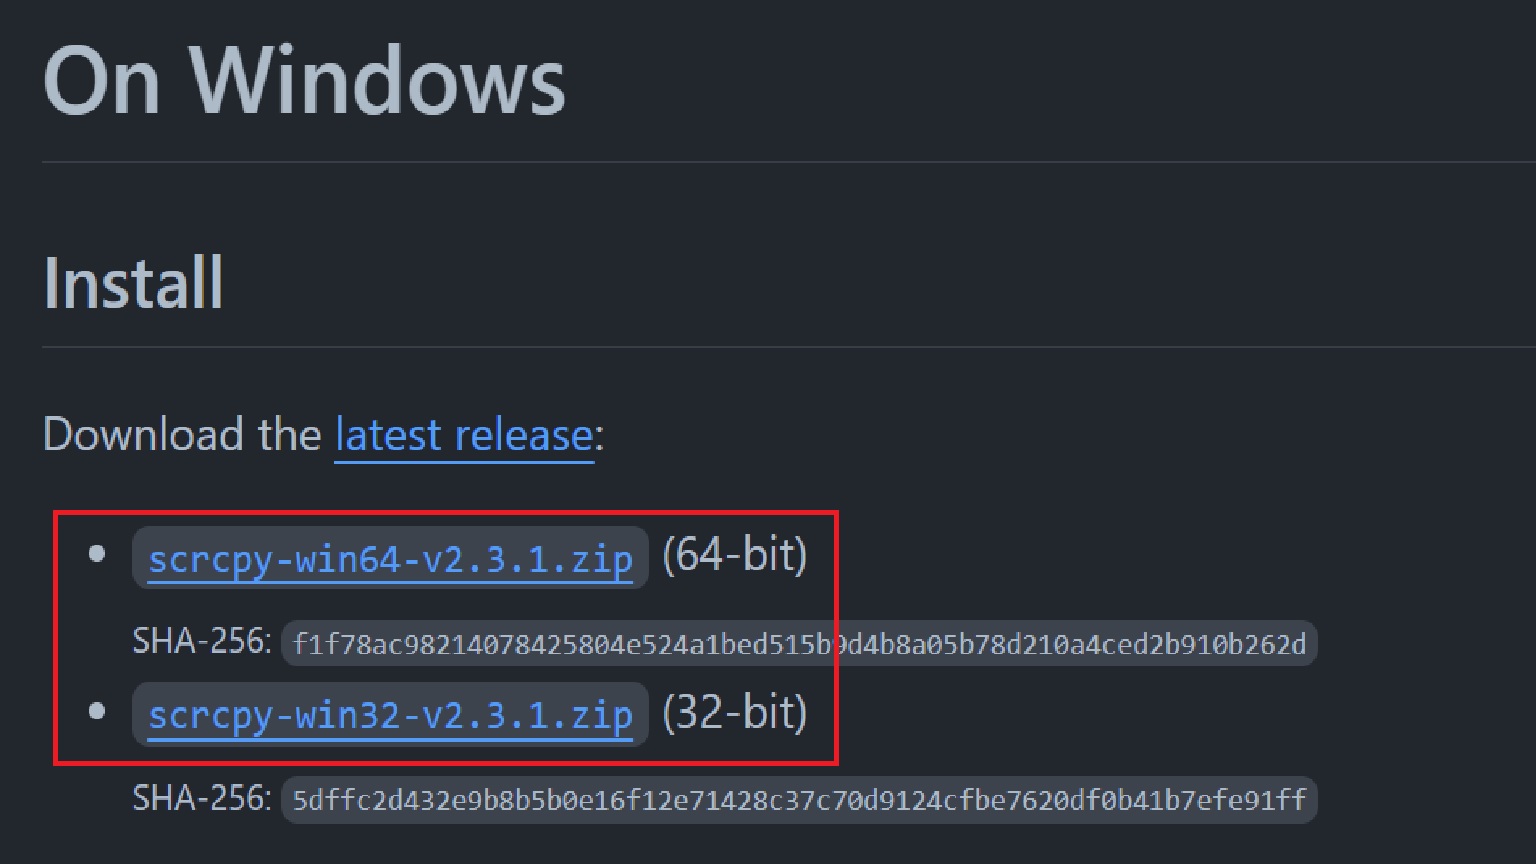 On Windows
Install
Download the latest release:
• scrcpy-win64-v2.3.1.zip (64-bit)
SHA-256: f1f78ac98214078425804e524a1bed515b9d4b8a05b78d210a4ced2b910b262d
• scrcpy-win32-v2.3.1.zip (32-bit)
SHA-256: 5dffc2d432e9b8b5b0e16f12e71428c37c70d9124cfbe7620df0b41b7efe91ff